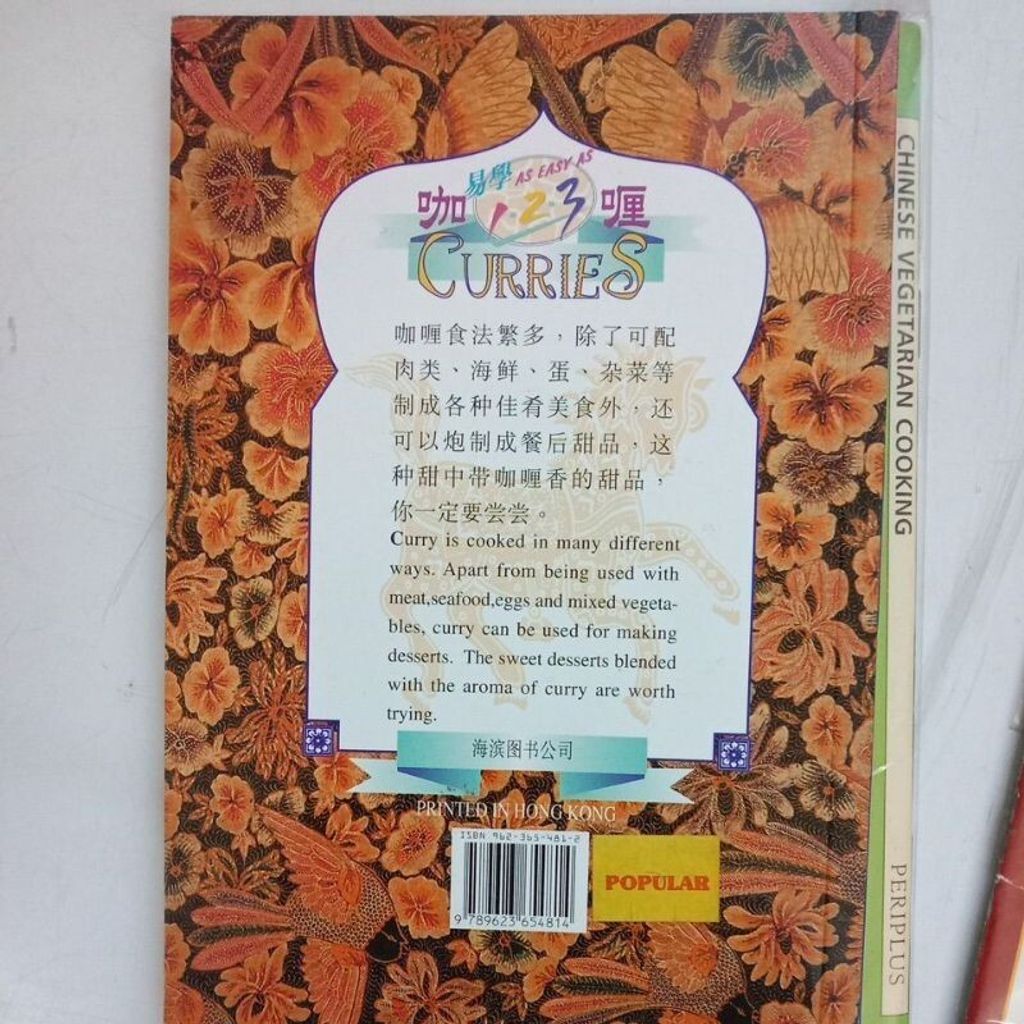 易學 AS EASY AS
咖 1·2·3 喱
CURRIES
咖喱食法繁多，除了可配
肉类、海鲜、蛋、杂菜等
制成各种佳肴美食外，还
可以炮制成餐后甜品，这
种甜中带咖喱香的甜品，
你一定要尝尝。
Curry is cooked in many different
ways. Apart from being used with
meat,seafood,eggs and mixed vegeta-
bles, curry can be used for making
desserts. The sweet desserts blended
with the aroma of curry are worth
trying.
海滨图书公司
PRINTED IN HONG KONG
ISBN 962-365-481-2
9 789623 654814
POPULAR
CHINESE VEGETARIAN COOKING
PERIPLUS